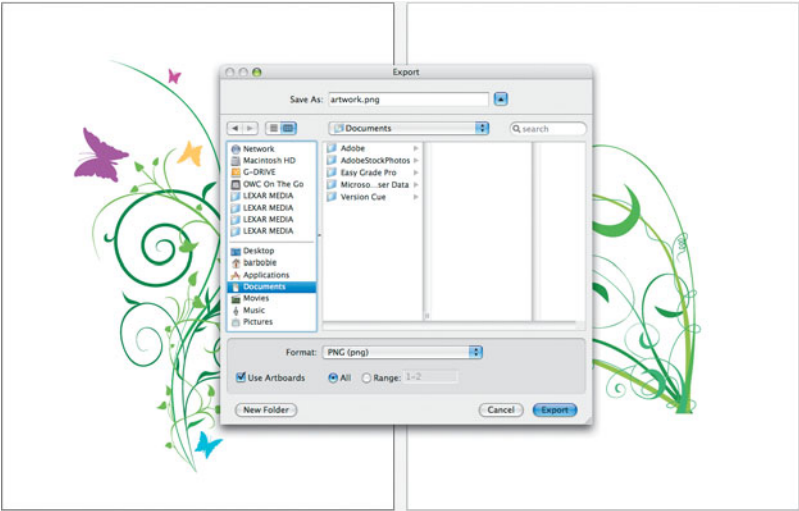 Export
Save As: artwork.png
Documents
search
Network
Macintosh HD
G-DRIVE
OWC On The Go
LEXAR MEDIA
LEXAR MEDIA
LEXAR MEDIA
LEXAR MEDIA
Desktop
barbobie
Applications
Documents
Movies
Music
Pictures
Adobe
AdobeStockPhotos
Easy Grade Pro
Microso...ser Data
Version Cue
Format: PNG (png)
Use Artboards All Range: 1-2
New Folder Cancel Export